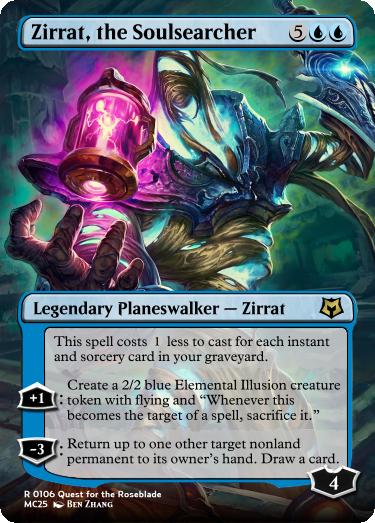 Zirrat, the Soulsearcher 5
Legendary Planeswalker — Zirrat
This spell costs 1 less to cast for each instant
and sorcery card in your graveyard.
+1: Create a 2/2 blue Elemental Illusion creature
token with flying and “Whenever this
becomes the target of a spell, sacrifice it.”
-3: Return up to one other target nonland
permanent to its owner's hand. Draw a card.
4
R 0106 Quest for the Roseblade
MC25 Ben Zhang